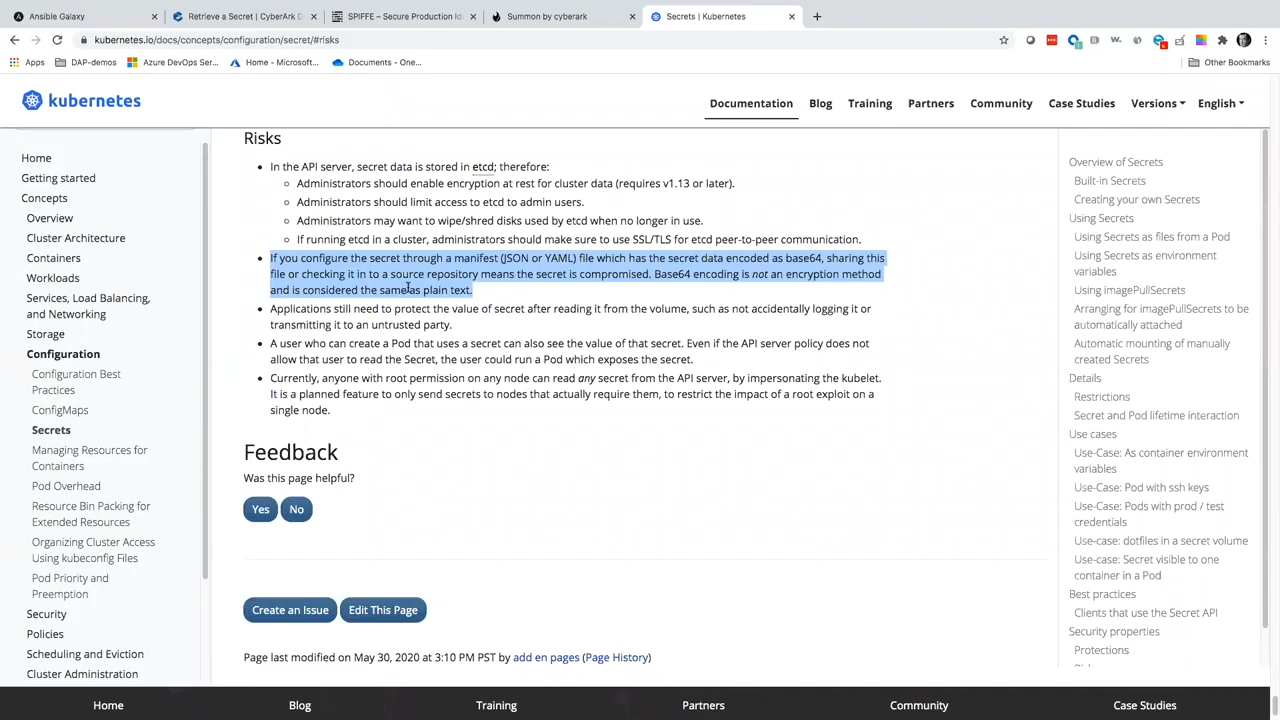 Ansible Galaxy
Retrieve a Secret | CyberArk D
SPIFFE – Secure Production Id
Summon by cyberark
Secrets | Kubernetes
kubernetes.io/docs/concepts/configuration/secret/#risks
Apps
DAP-demos
Azure DevOps Ser...
Home - Microsoft...
Documents - One...
Other Bookmarks
kubernetes
Documentation
Blog
Training
Partners
Community
Case Studies
Versions
English
Home
Getting started
Concepts
Overview
Cluster Architecture
Containers
Workloads
Services, Load Balancing,
and Networking
Storage
Configuration
Configuration Best
Practices
ConfigMaps
Secrets
Managing Resources for
Containers
Pod Overhead
Resource Bin Packing for
Extended Resources
Organizing Cluster Access
Using kubeconfig Files
Pod Priority and
Preemption
Security
Policies
Scheduling and Eviction
Cluster Administration
Risks
In the API server, secret data is stored in etcd; therefore:
Administrators should enable encryption at rest for cluster data (requires v1.13 or later).
Administrators should limit access to etcd to admin users.
Administrators may want to wipe/shred disks used by etcd when no longer in use.
If running etcd in a cluster, administrators should make sure to use SSL/TLS for etcd peer-to-peer communication.
If you configure the secret through a manifest (JSON or YAML) file which has the secret data encoded as base64, sharing this
file or checking it in to a source repository means the secret is compromised. Base64 encoding is not an encryption method
and is considered the same as plain text.
Applications still need to protect the value of secret after reading it from the volume, such as not accidentally logging it or
transmitting it to an untrusted party.
A user who can create a Pod that uses a secret can also see the value of that secret. Even if the API server policy does not
allow that user to read the Secret, the user could run a Pod which exposes the secret.
Currently, anyone with root permission on any node can read any secret from the API server, by impersonating the kubelet.
It is a planned feature to only send secrets to nodes that actually require them, to restrict the impact of a root exploit on a
single node.
Feedback
Was this page helpful?
Yes
No
Create an Issue
Edit This Page
Page last modified on May 30, 2020 at 3:10 PM PST by add en pages (Page History)
Overview of Secrets
Built-in Secrets
Creating your own Secrets
Using Secrets
Using Secrets as files from a Pod
Using Secrets as environment
variables
Using imagePullSecrets
Arranging for imagePullSecrets to be
automatically attached
Automatic mounting of manually
created Secrets
Details
Restrictions
Secret and Pod lifetime interaction
Use cases
Use-Case: As container environment
variables
Use-Case: Pod with ssh keys
Use-Case: Pods with prod / test
credentials
Use-case: dotfiles in a secret volume
Use-case: Secret visible to one
container in a Pod
Best practices
Clients that use the Secret API
Security properties
Protections
Home
Blog
Training
Partners
Community
Case Studies